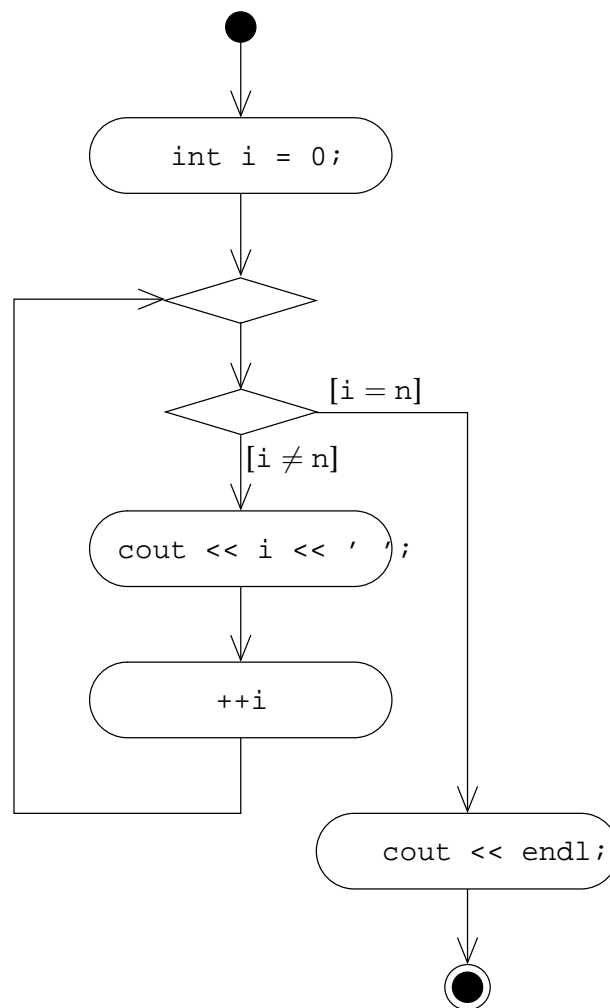 int i = 0;
[i = n]
[i ≠ n]
cout << i << ' ';
++i
cout << endl;